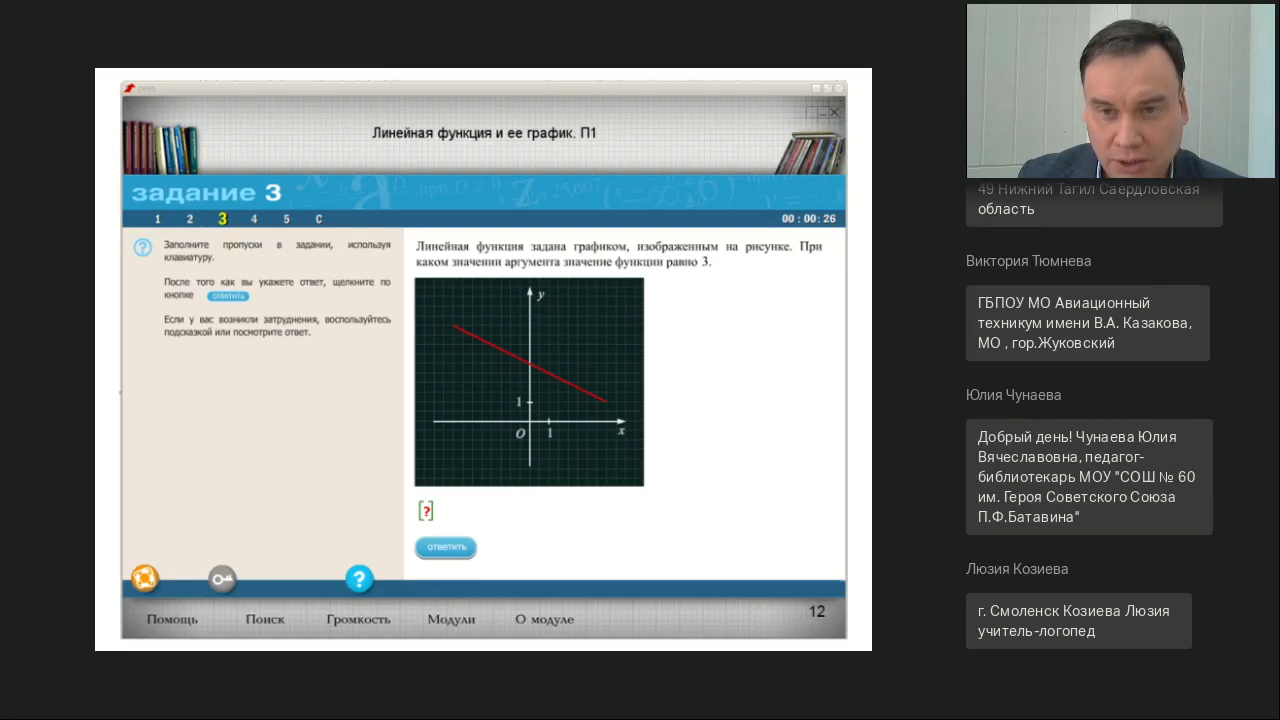 Линейная функция и ее график. П1
задание 3
1 2 3 4 5 С
00 : 00 : 26
Заполните пропуски в задании, используя
клавиатуру.
После того как вы укажете ответ, щелкните по
кнопке ответить
Если у вас возникли затруднения, воспользуйтесь
подсказкой или посмотрите ответ.
Линейная функция задана графиком, изображенным на рисунке. При
каком значении аргумента значение функции равно 3.
y
1
O 1 x
[?]
ответить
?
Помощь Поиск Громкость Модули О модуле
12
49 Нижний Тагил Саердловская
область
Виктория Тюмнева
ГБПОУ МО Авиационный
техникум имени В.А. Казакова,
МО , гор.Жуковский
Юлия Чунаева
Добрый день! Чунаева Юлия
Вячеславовна, педагог-
библиотекарь МОУ "СОШ № 60
им. Героя Советского Союза
П.Ф.Батавина"
Люзия Козиева
г. Смоленск Козиева Люзия
учитель-логопед